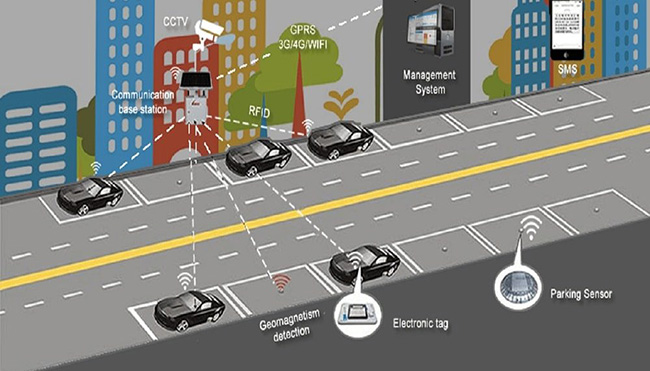 CCTV
GPRS
3G/4G/WIFI
Communication
base station
RFID
Management
System
SMS
Geomagnetism
detection
Electronic tag
Parking Sensor